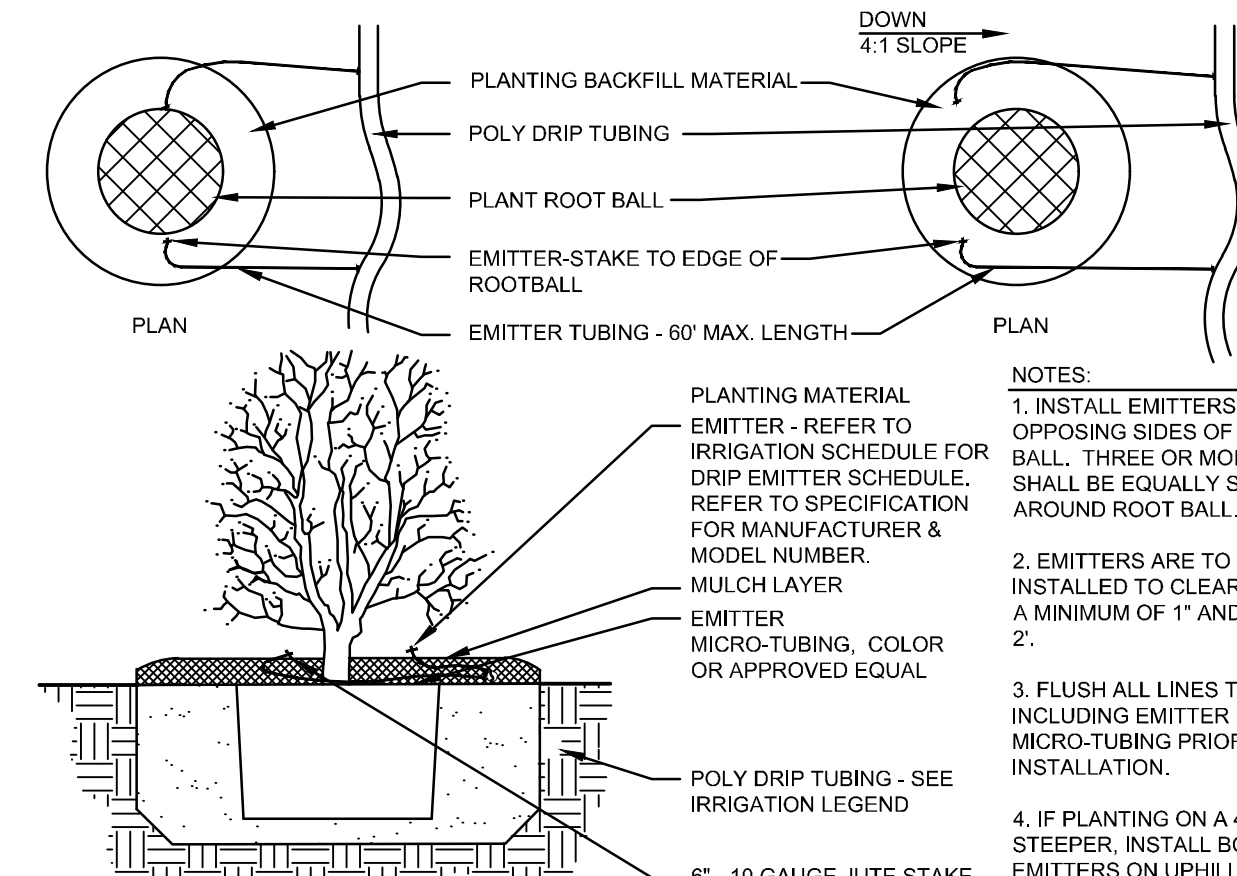 DOWN
4:1 SLOPE
PLANTING BACKFILL MATERIAL
POLY DRIP TUBING
PLANT ROOT BALL
EMITTER-STAKE TO EDGE OF
ROOTBALL
EMITTER TUBING - 60' MAX. LENGTH
PLAN
PLAN
PLANTING MATERIAL
EMITTER - REFER TO
IRRIGATION SCHEDULE FOR
DRIP EMITTER SCHEDULE.
REFER TO SPECIFICATION
FOR MANUFACTURER &
MODEL NUMBER.
MULCH LAYER
EMITTER
MICRO-TUBING, COLOR
OR APPROVED EQUAL
POLY DRIP TUBING - SEE
IRRIGATION LEGEND
6" - 10 GAUGE JUTE STAKE
NOTES:
1. INSTALL EMITTERS
OPPOSING SIDES OF
BALL. THREE OR
SHALL BE EQUALLY
AROUND ROOT BALL.
2. EMITTERS ARE TO
INSTALLED TO CLEAR
A MINIMUM OF 1" AND
2'.
3. FLUSH ALL LINES
INCLUDING EMITTER
MICRO-TUBING
INSTALLATION.
4. IF PLANTING ON A
STEEPER, INSTALL
EMITTERS ON UPHILL